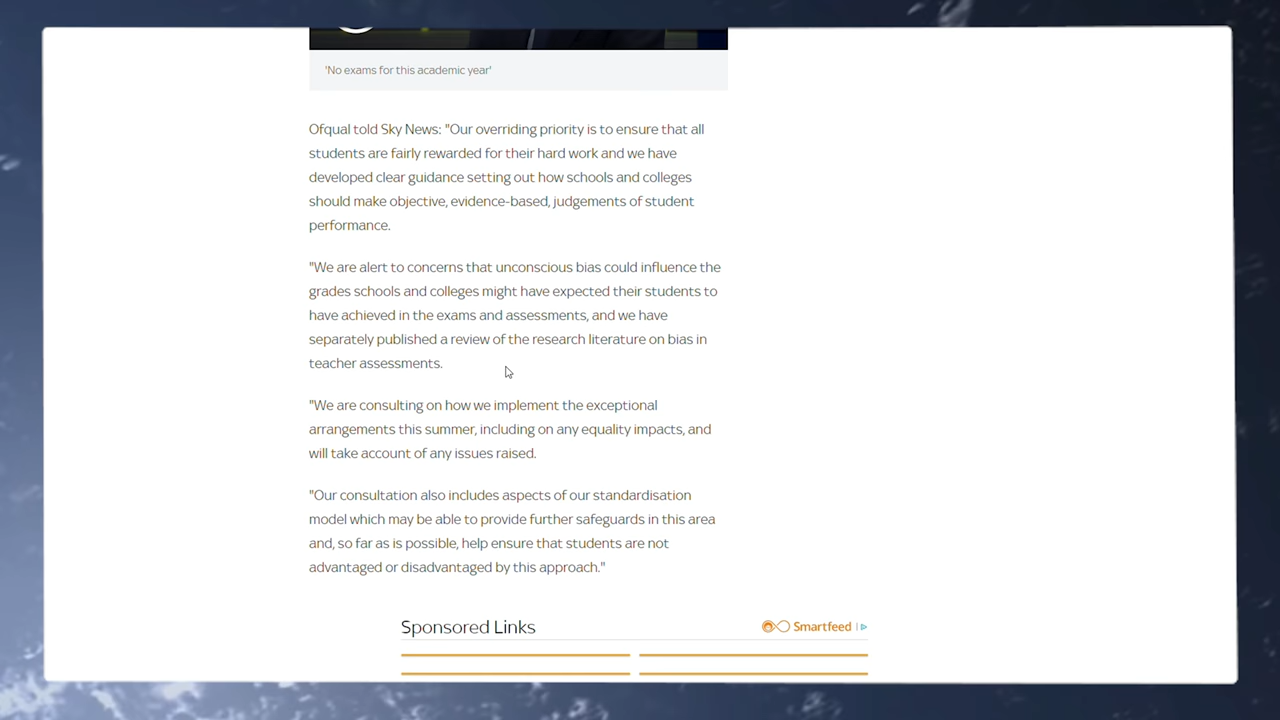 'No exams for this academic year'
Ofqual told Sky News: "Our overriding priority is to ensure that all
students are fairly rewarded for their hard work and we have
developed clear guidance setting out how schools and colleges
should make objective, evidence-based, judgements of student
performance.
"We are alert to concerns that unconscious bias could influence the
grades schools and colleges might have expected their students to
have achieved in the exams and assessments, and we have
separately published a review of the research literature on bias in
teacher assessments.
"We are consulting on how we implement the exceptional
arrangements this summer, including on any equality impacts, and
will take account of any issues raised.
"Our consultation also includes aspects of our standardisation
model which may be able to provide further safeguards in this area
and, so far as is possible, help ensure that students are not
advantaged or disadvantaged by this approach."
Sponsored Links
Smartfeed